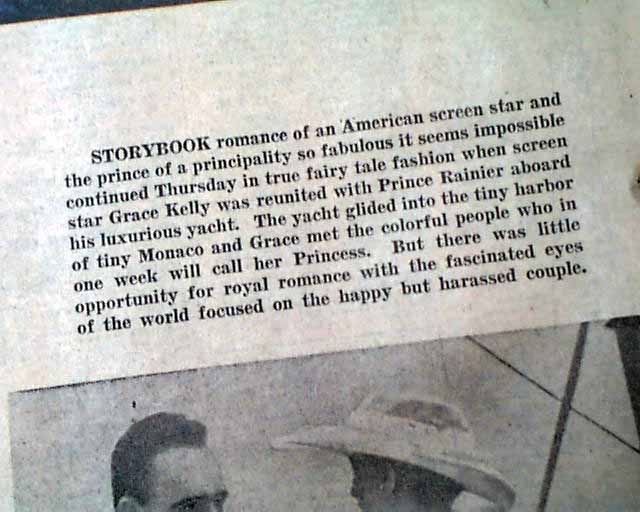 STORYBOOK romance of an American screen star and
the prince of a principality so fabulous it seems impossible
continued Thursday in true fairy tale fashion when screen
star Grace Kelly was reunited with Prince Rainier aboard
his luxurious yacht. The yacht glided into the tiny harbor
of tiny Monaco and Grace met the colorful people who in
one week will call her Princess. But there was little
opportunity for royal romance with the fascinated eyes
of the world focused on the happy but harassed couple.